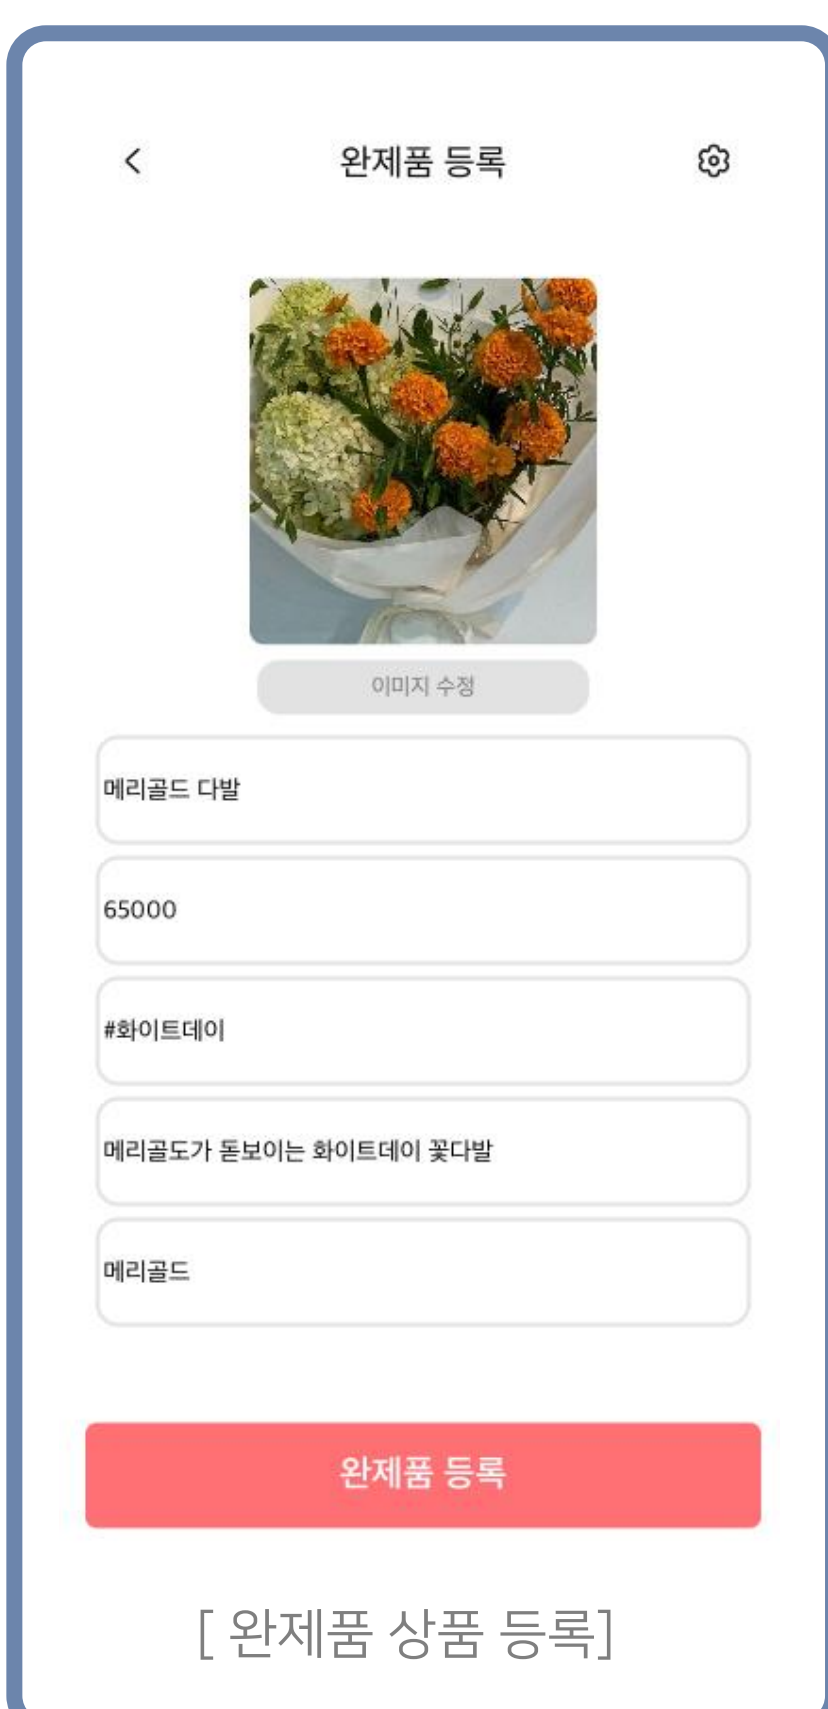 완제품 등록
이미지 수정
메리골드 다발
65000
#화이트데이
메리골도가 돋보이는 화이트데이 꽃다발
메리골드
완제품 등록
[ 완제품 상품 등록]